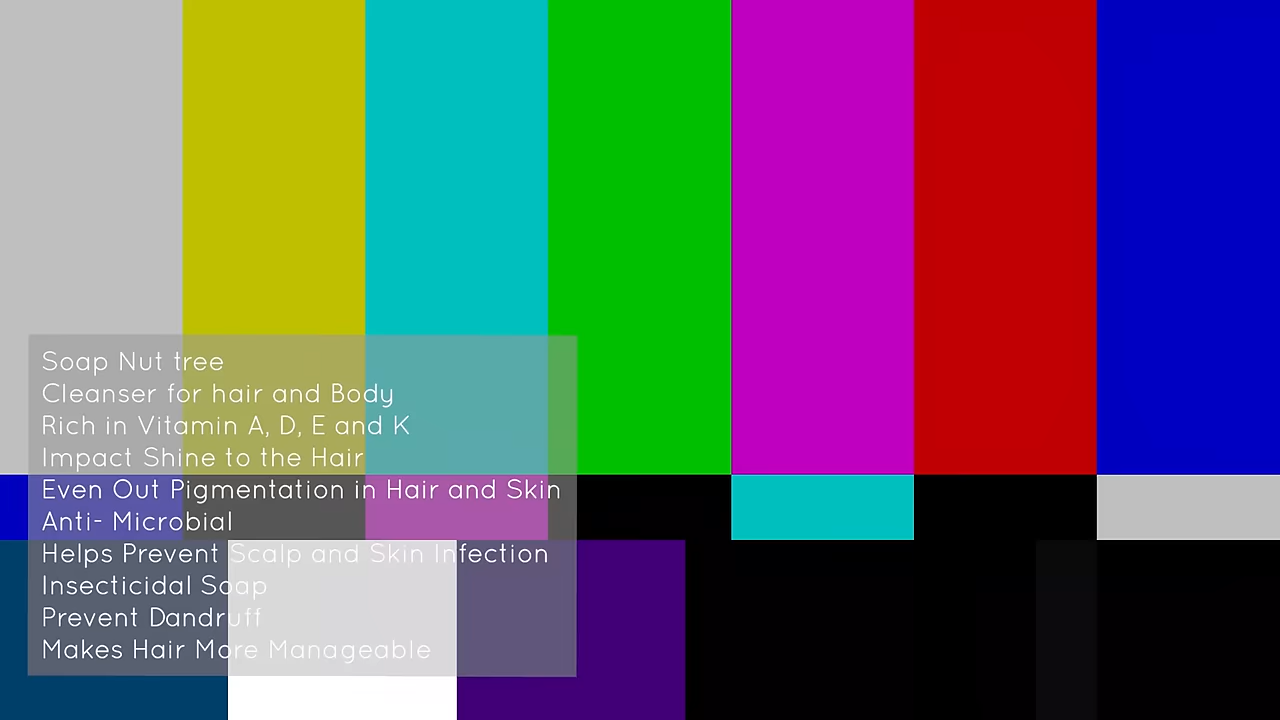 Soap Nut tree
Cleanser for hair and Body
Rich in Vitamin A, D, E and K
Impact Shine to the Hair
Even Out Pigmentation in Hair and Skin
Anti- Microbial
Helps Prevent Scalp and Skin Infection
Insecticidal Soap
Prevent Dandruff
Makes Hair More Manageable